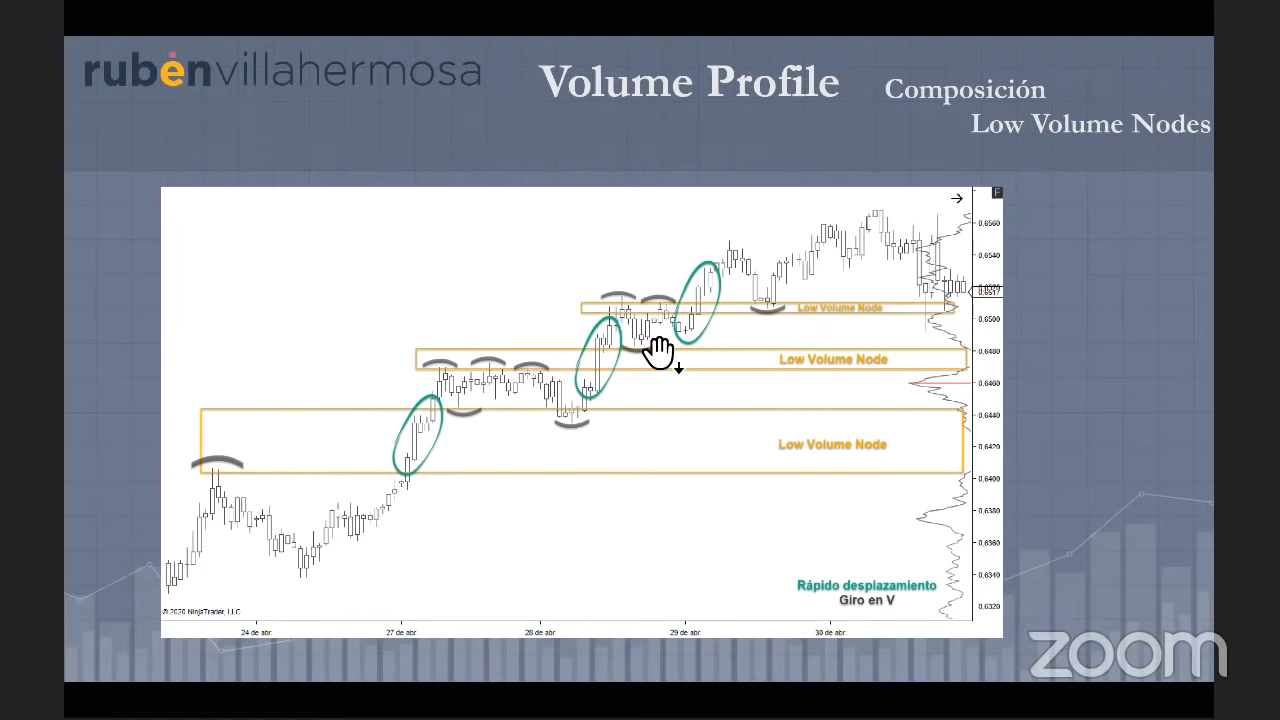 rubénvillahermosa
Volume Profile
Composición
Low Volume Nodes
F
0,6560
0,6540
0,6517
0,6500
Low Volume Node
0,6480
Low Volume Node
0,6460
0,6440
Low Volume Node
0,6420
0,6400
0,6380
0,6360
0,6340
Rápido desplazamiento
Giro en V
0,6320
© 2020 NinjaTrader, LLC
24 de abr.
27 de abr.
28 de abr.
29 de abr.
30 de abr.
zoom